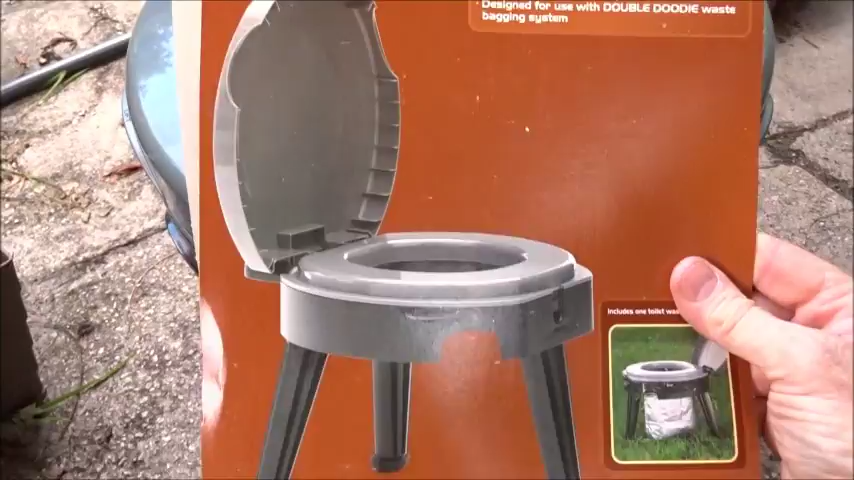 Designed for use with DOUBLE DOODIE waste
bagging system
Includes one toilet